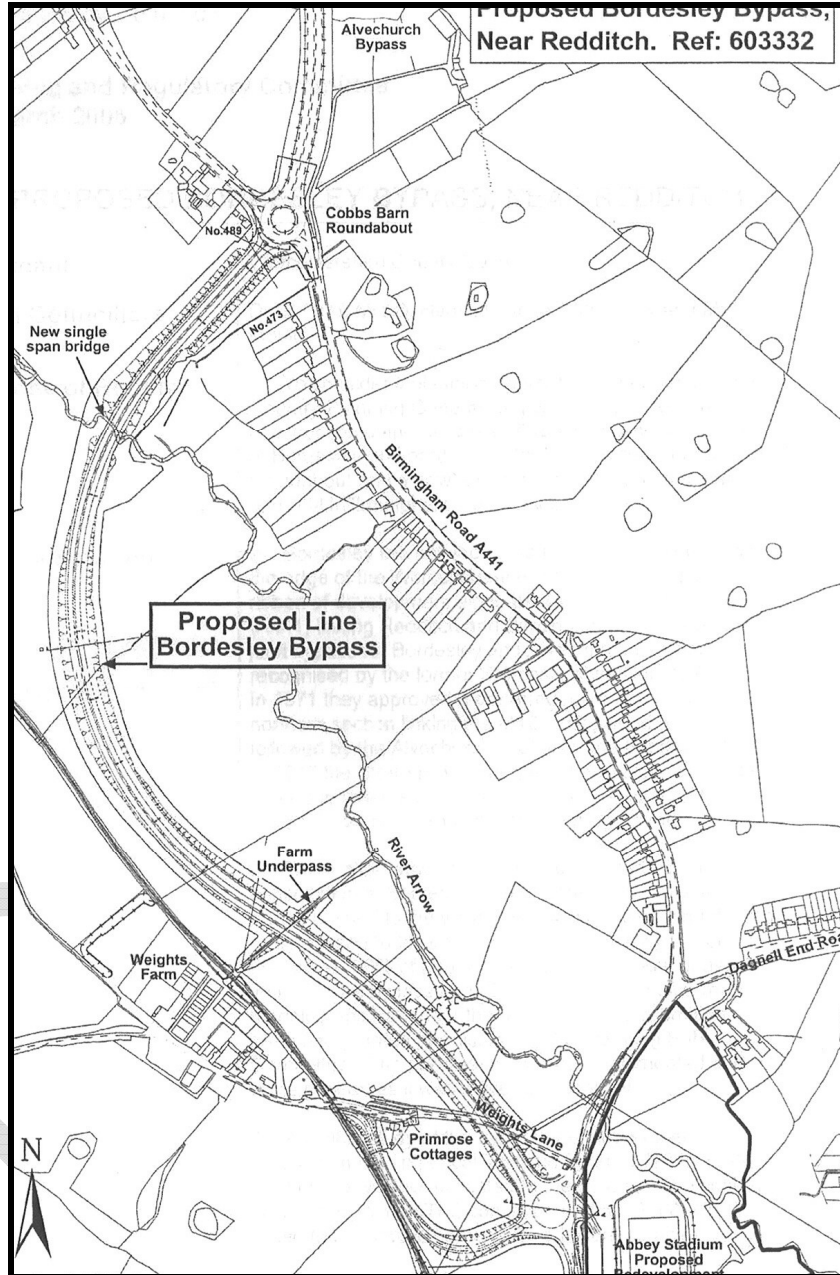 Proposed Bordesley Bypass,
Near Redditch. Ref: 603332
Alvechurch
Bypass
No.489
Cobbs Barn
Roundabout
No.473
New single
span bridge
Birmingham Road A441
Proposed Line
Bordesley Bypass
Farm
Underpass
River Arrow
Weights
Farm
Dagnell End Roa
Weights Lane
Primrose
Cottages
N
Abbey Stadium
Proposed
Redevelopment